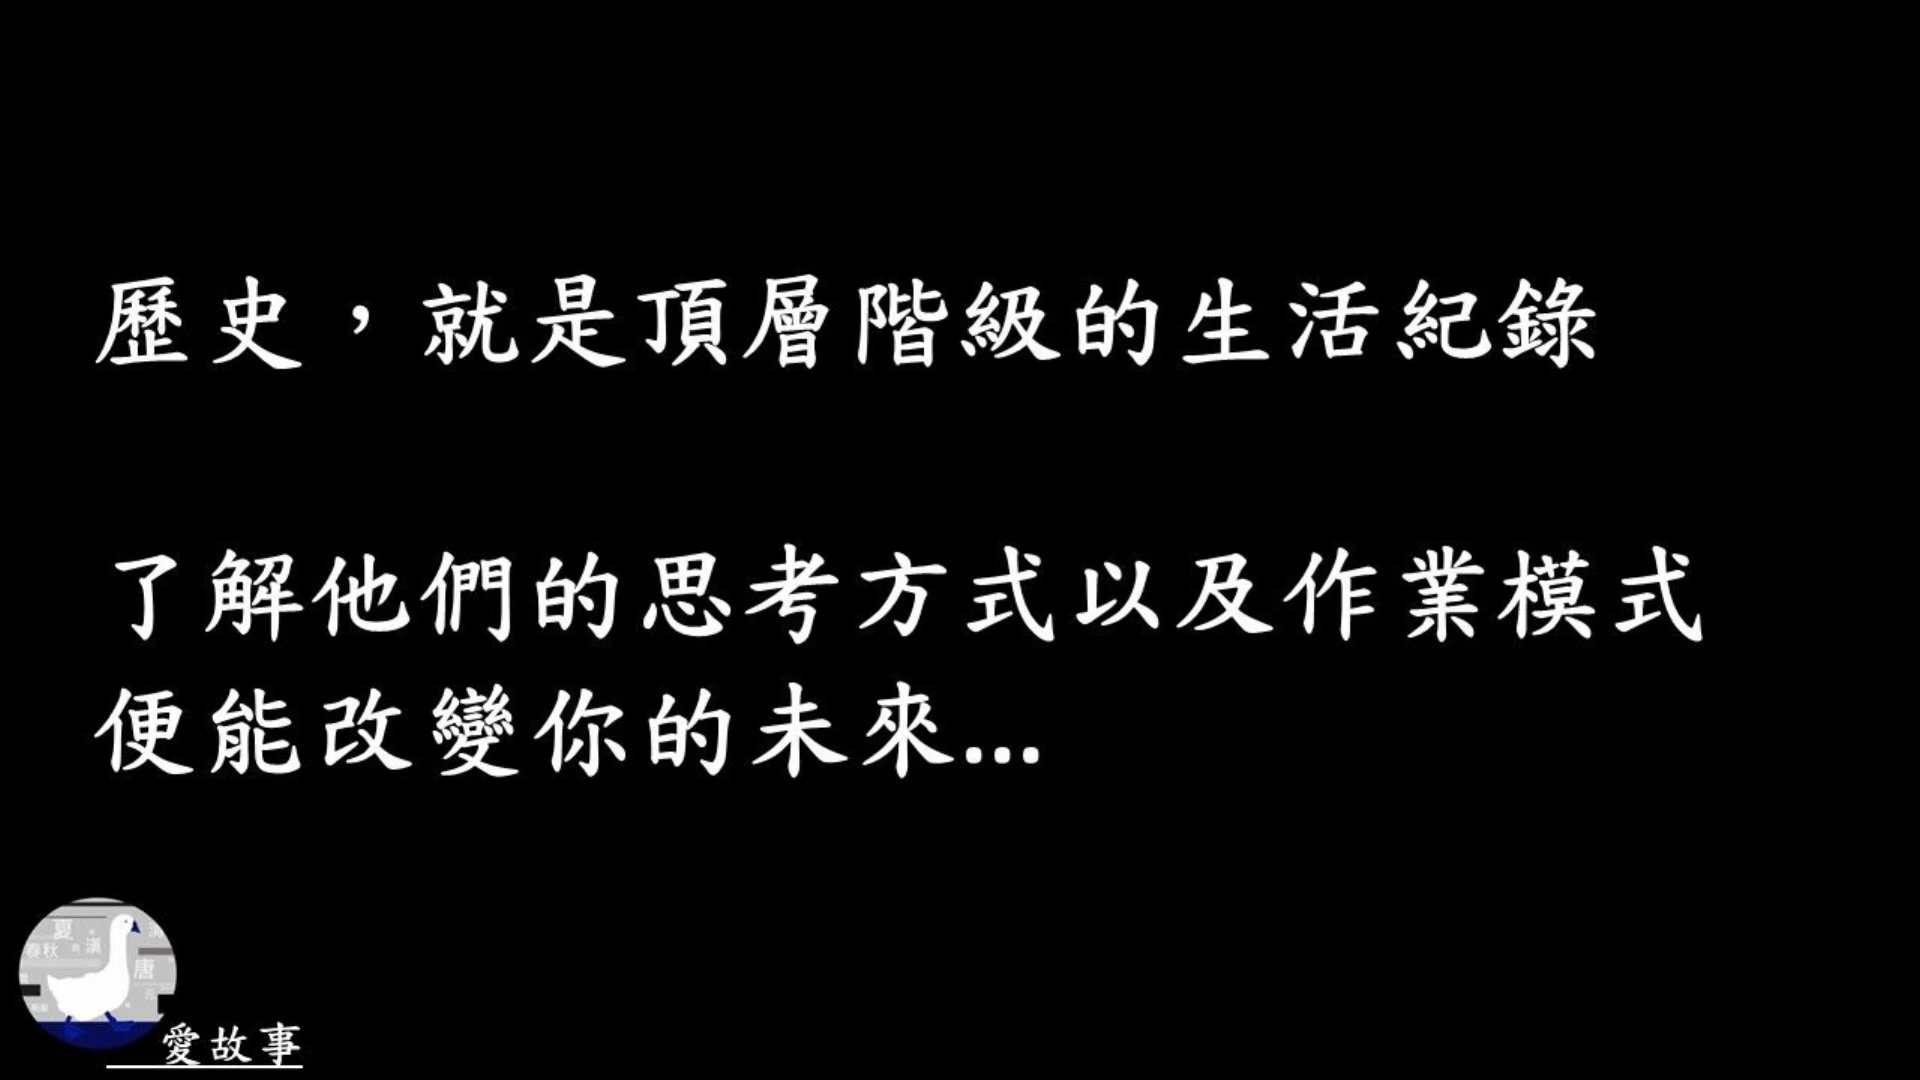 歷史，就是頂層階級的生活紀錄
了解他們的思考方式以及作業模式
便能改變你的未來...
夏
春秋
漢
唐
愛故事